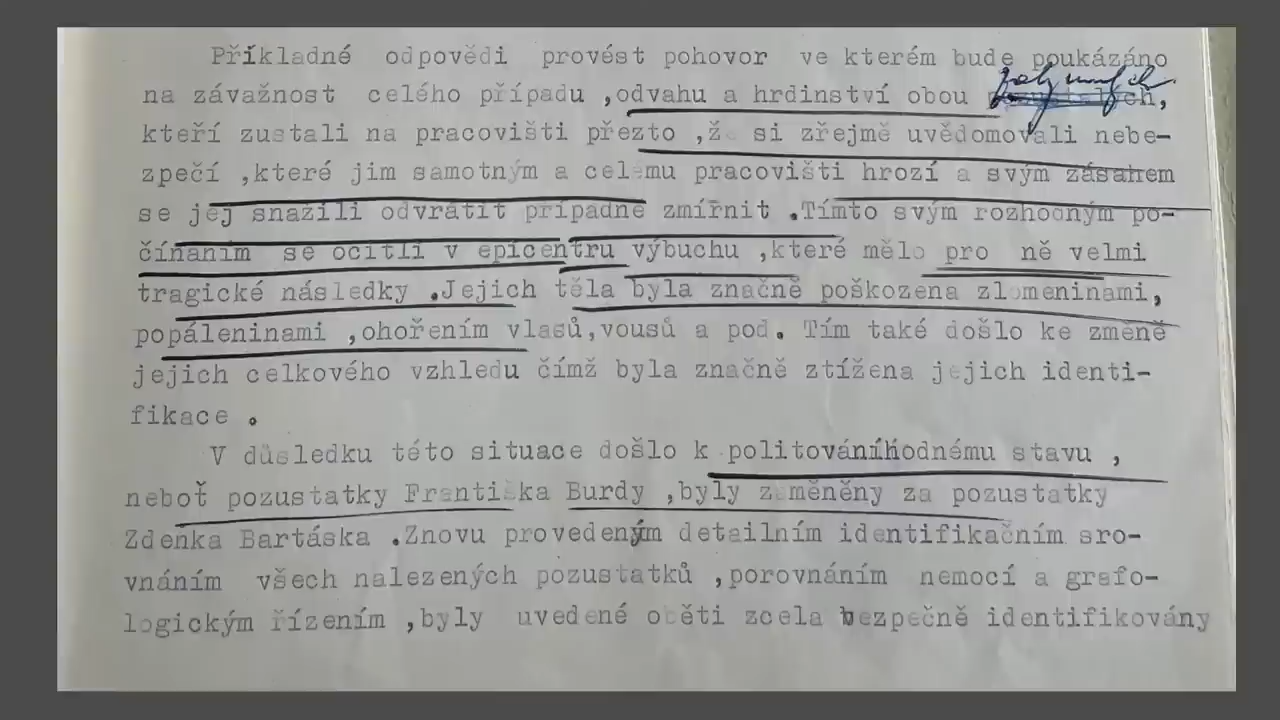 Příkladné odpovědi provést pohovor ve kterém bude poukázáno
na závažnost celého případu ,odvahu a hrdinství obou
kteří zustali na pracovišti přezto ,že si zřejmě uvědomovali nebe-
zpečí ,které jim samotným a celemu pracovišti hrozí a svým zásahem
se jej snažili odvrátit případně zmírnit .Tímto svým rozhodným po-
čínaním se ocitli v epicentru výbuchu ,které mělo pro ně velmi
tragické následky .Jejich těla byla značně poškozena zlomeninami,
popáleninami ,ohořením vlasů,vousů a pod. Tím také došlo ke změně
jejich celkového vzhledu čímž byla značně ztížena jejich identi-
fikace .
V důsledku této situace došlo k politováníhodnému stavu ,
neboť pozustatky Františka Burdy ,byly zaměněny za pozustatky
Zdeňka Bartáska .Znovu provedeným detailním identifikačním sro-
vnáním všech nalezených pozustatků ,porovnáním nemocí a grafo-
logickým řízením ,byly uvedené oběti zcela bezpečně identifikovány